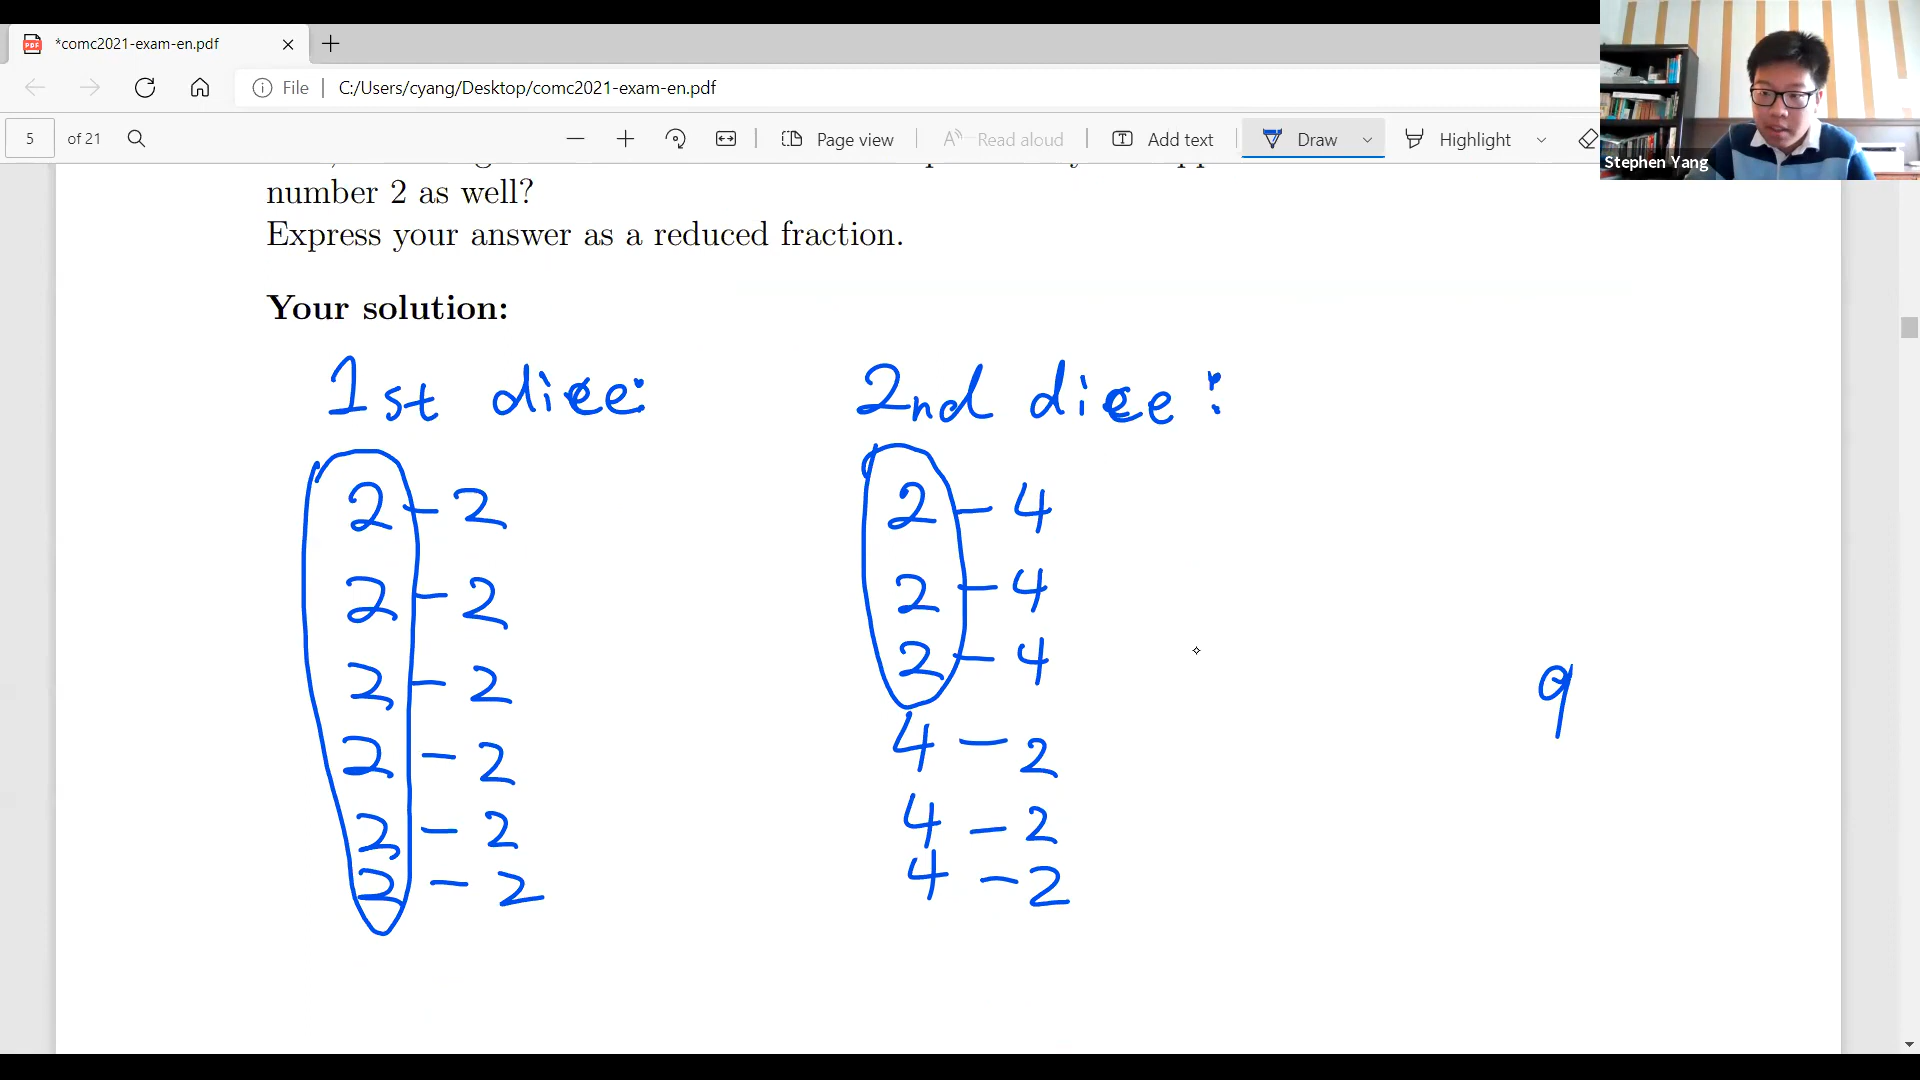 *comc2021-exam-en.pdf
File C:/Users/cyang/Desktop/comc2021-exam-en.pdf
5 of 21 Page view Read aloud Add text Draw Highlight
Stephen Yang
number 2 as well?
Express your answer as a reduced fraction.
Your solution:
1st dice: 2nd dice:
2 - 2 2 - 4
2 - 2 2 - 4
2 - 2 2 - 4
2 - 2 4 - 2
2 - 2 4 - 2
2 - 2 4 - 2
9